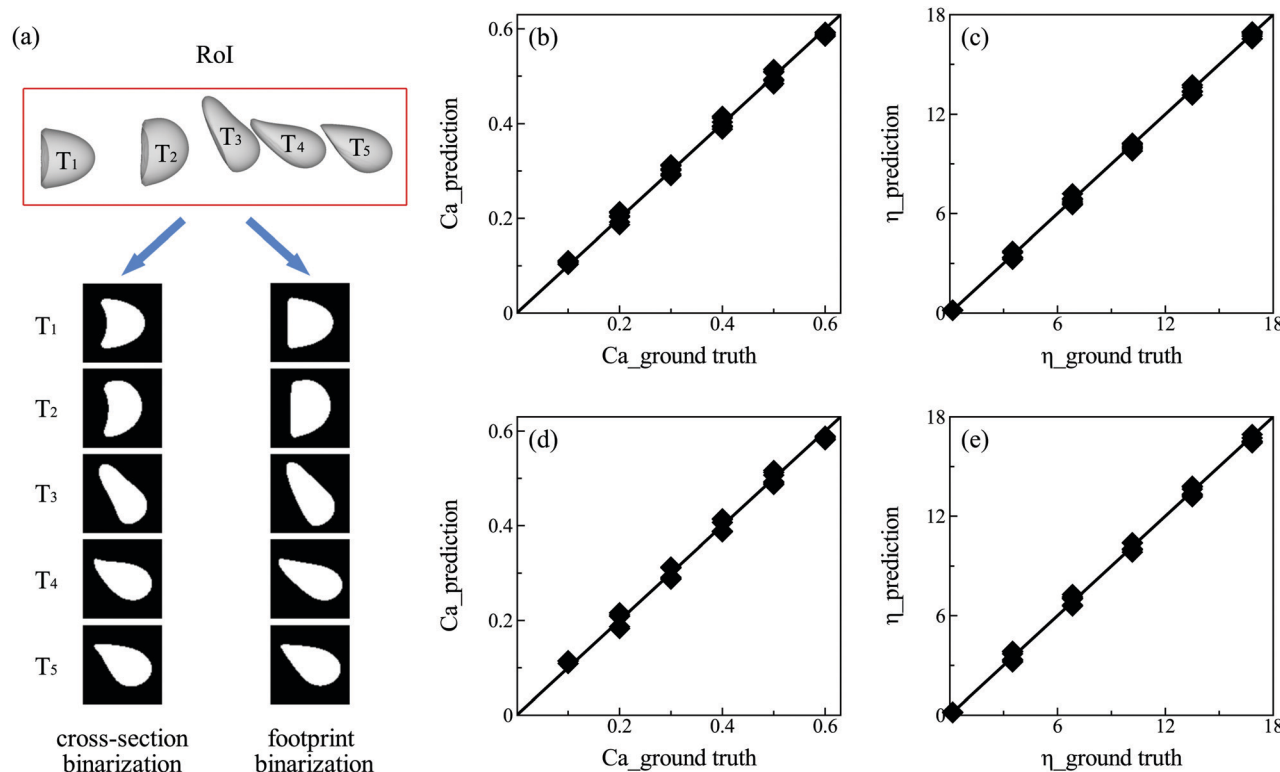 (a)
RoI
T1
T2
T3
T4
T5
T1
T2
T3
T4
T5
cross-section
binarization
footprint
binarization
(b)
Ca_prediction
0.6
0.4
0.2
0
0.2 0.4 0.6
Ca_ground truth
(c)
η_prediction
18
12
6
0
6 12 18
η_ground truth
(d)
Ca_prediction
0.6
0.4
0.2
0
0.2 0.4 0.6
Ca_ground truth
(e)
η_prediction
18
12
6
0
6 12 18
η_ground truth